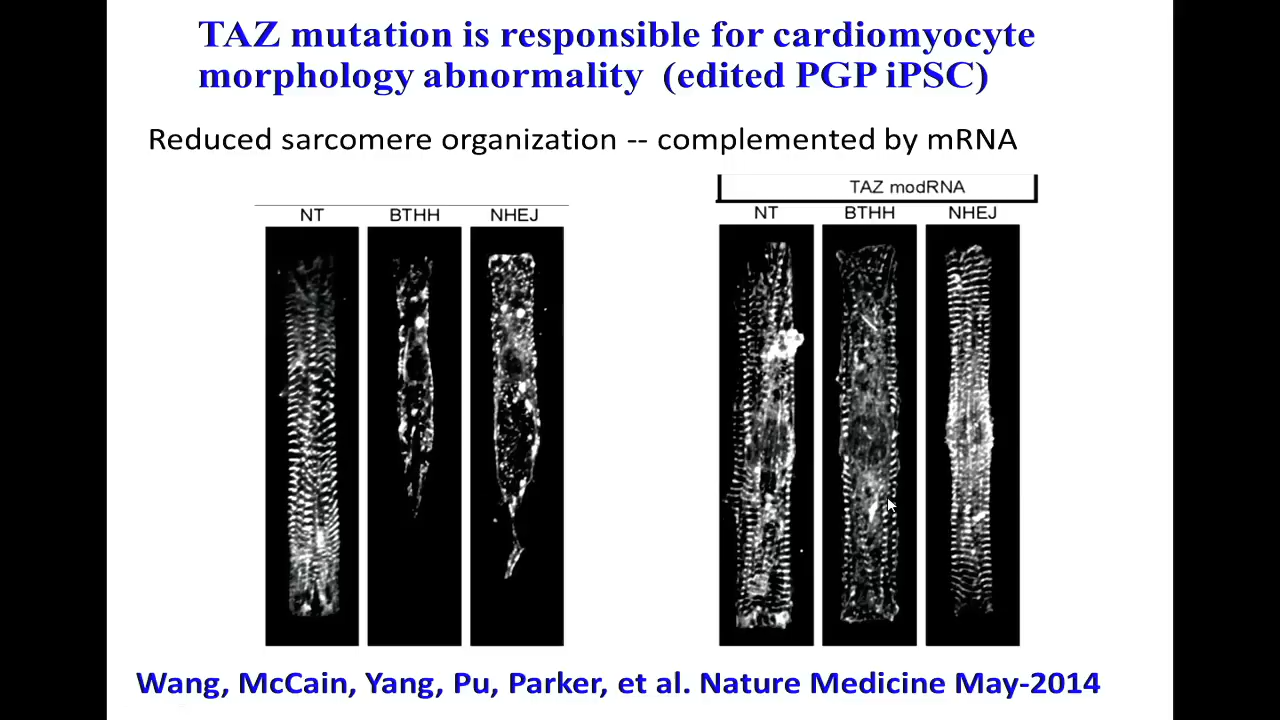 TAZ mutation is responsible for cardiomyocyte
morphology abnormality (edited PGP iPSC)
Reduced sarcomere organization -- complemented by mRNA
NT BTHH NHEJ
TAZ modRNA
NT BTHH NHEJ
Wang, McCain, Yang, Pu, Parker, et al. Nature Medicine May-2014